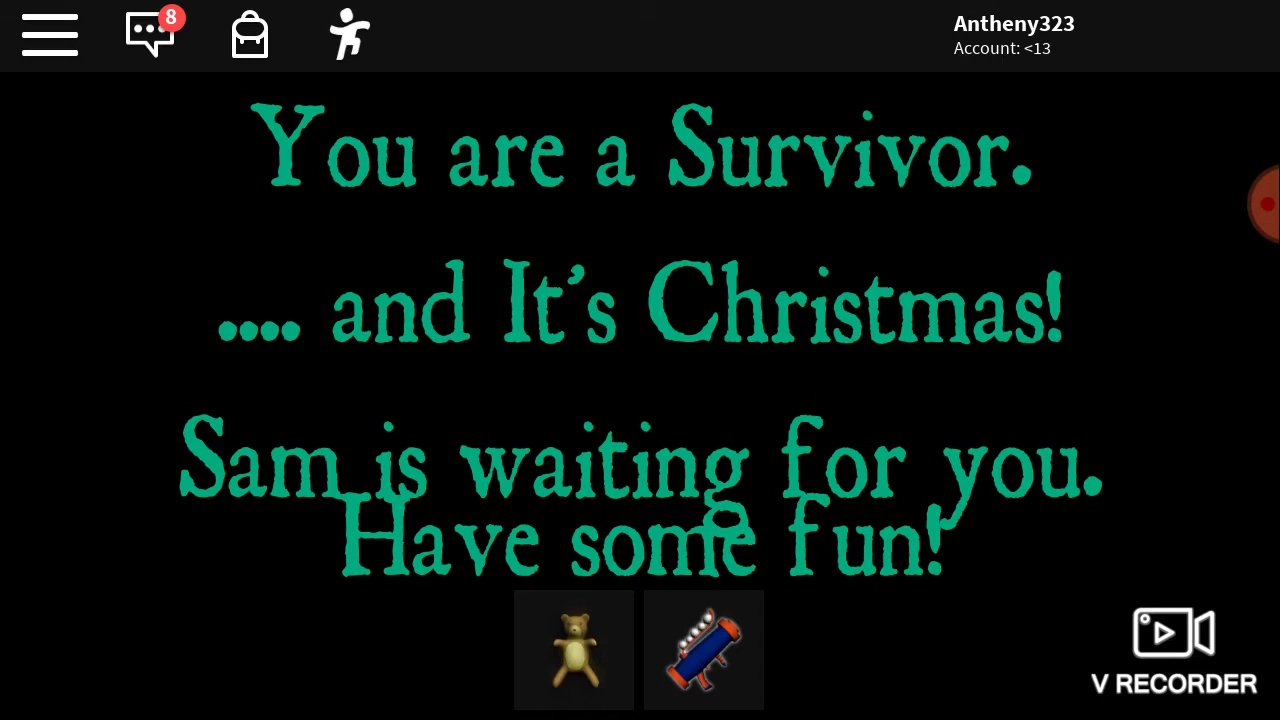 8
Antheny323
Account: <13
You are a Survivor.
.... and It's Christmas!
Sam is waiting for you.
Have some fun!
V RECORDER